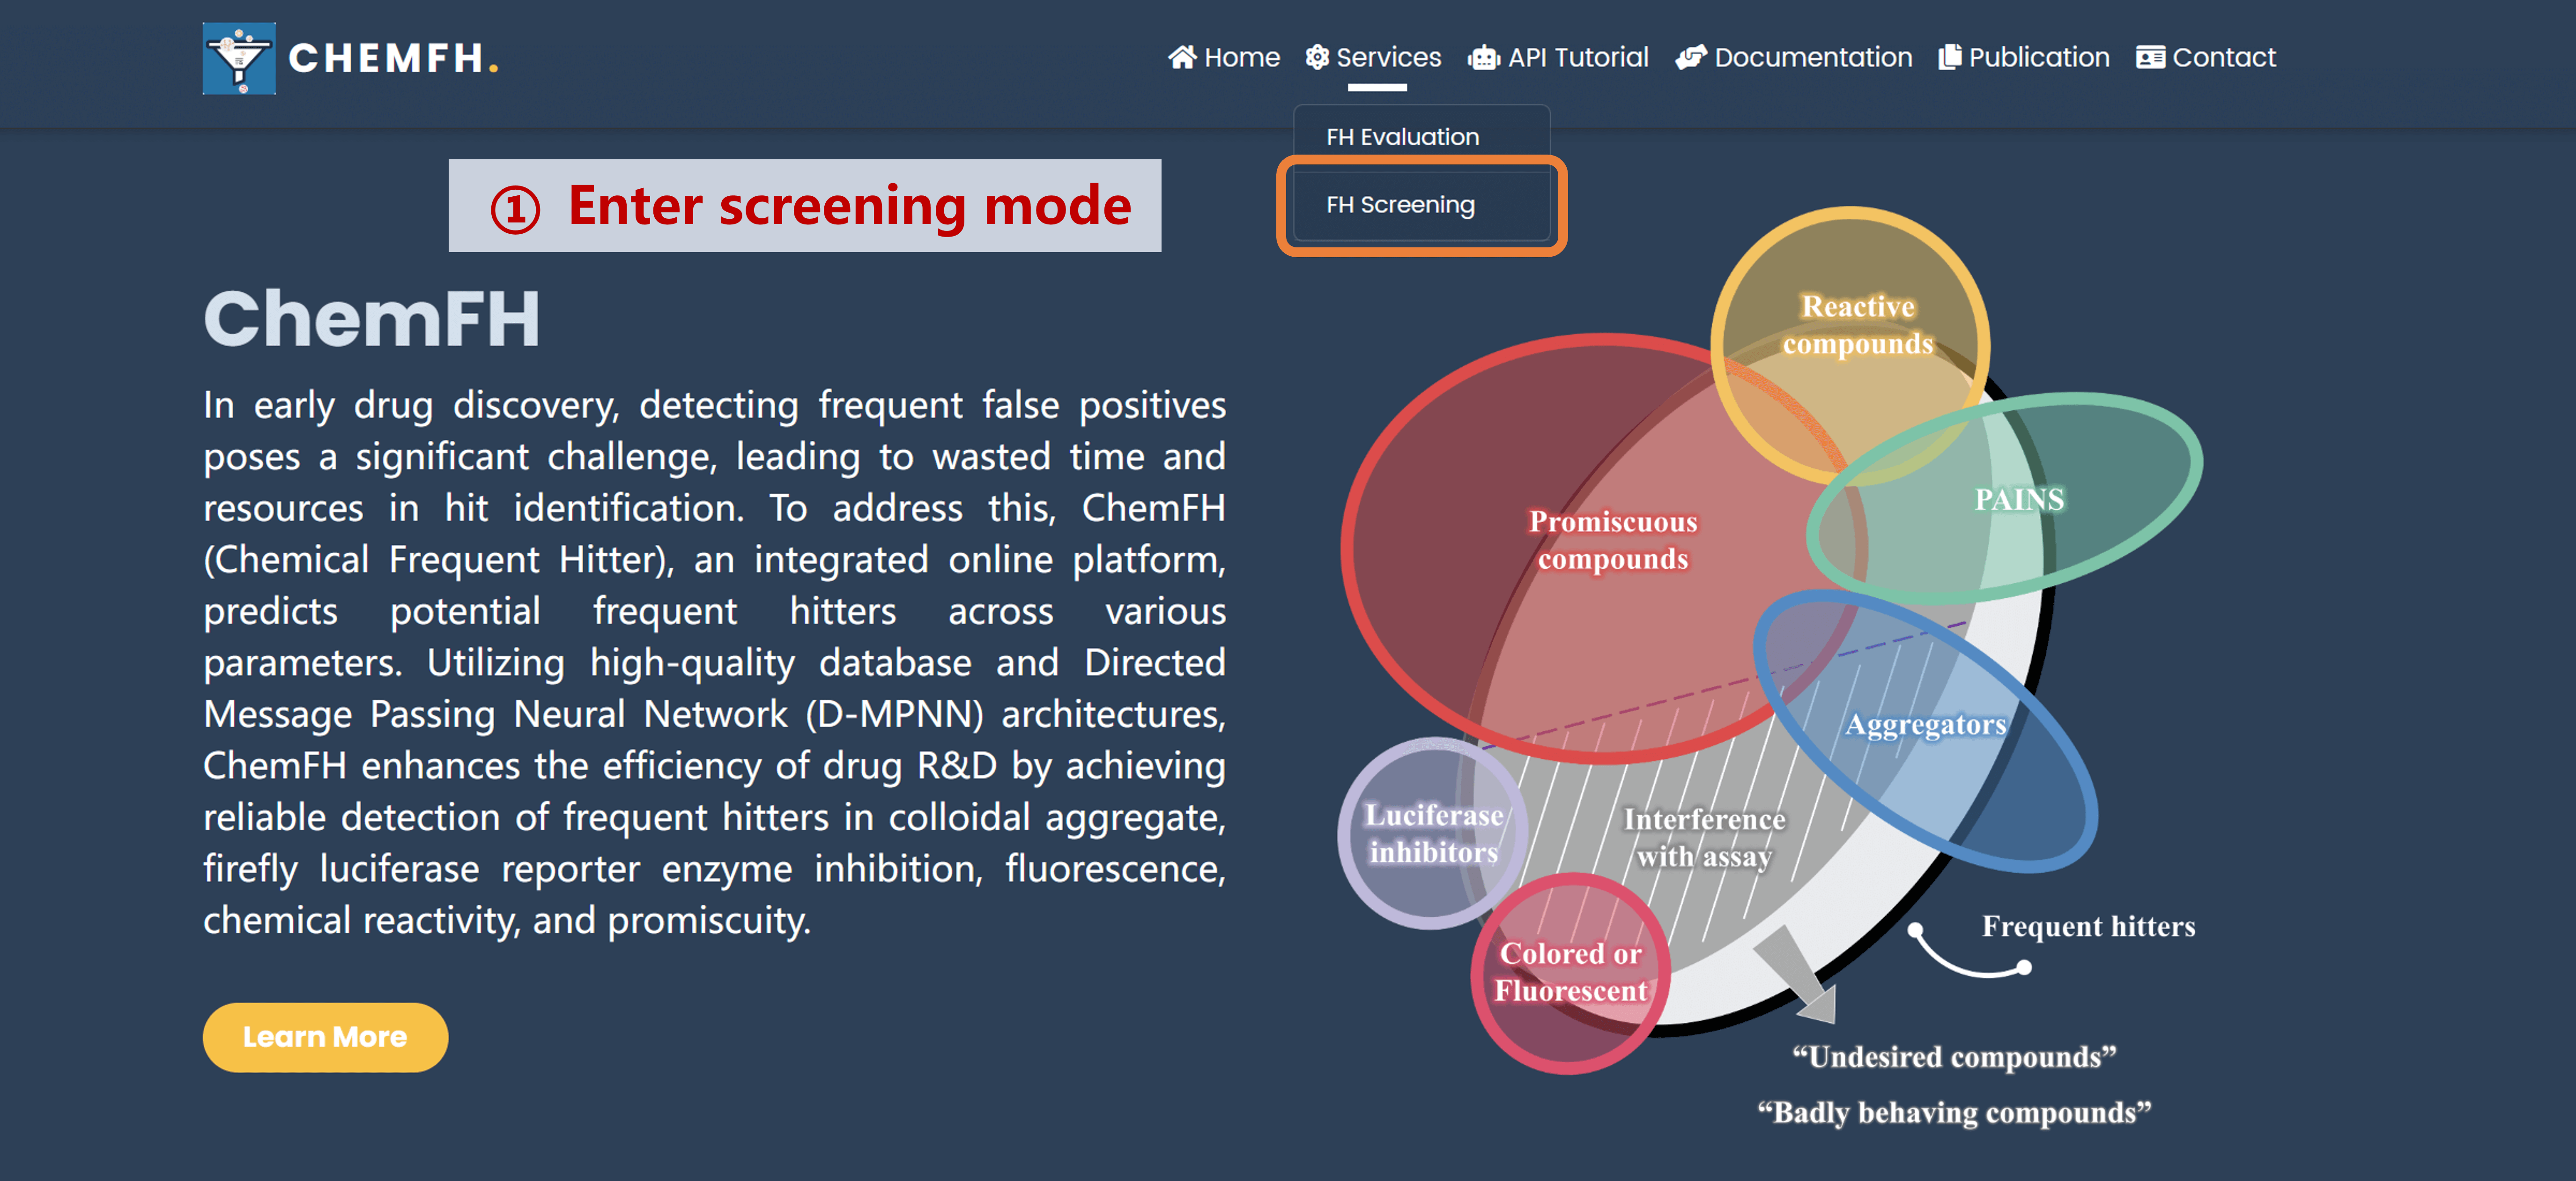 CHEMFH.
Home Services API Tutorial Documentation Publication Contact
FH Evaluation
FH Screening
① Enter screening mode
ChemFH
In early drug discovery, detecting frequent false positives
poses a significant challenge, leading to wasted time and
resources in hit identification. To address this, ChemFH
(Chemical Frequent Hitter), an integrated online platform,
predicts potential frequent hitters across various
parameters. Utilizing high-quality database and Directed
Message Passing Neural Network (D-MPNN) architectures,
ChemFH enhances the efficiency of drug R&D by achieving
reliable detection of frequent hitters in colloidal aggregate,
firefly luciferase reporter enzyme inhibition, fluorescence,
chemical reactivity, and promiscuity.
Learn More
Reactive
compounds
PAINS
Promiscuous
compounds
Aggregators
Luciferase
inhibitors
Interference
with assay
Colored or
Fluorescent
Frequent hitters
“Undesired compounds”
“Badly behaving compounds”